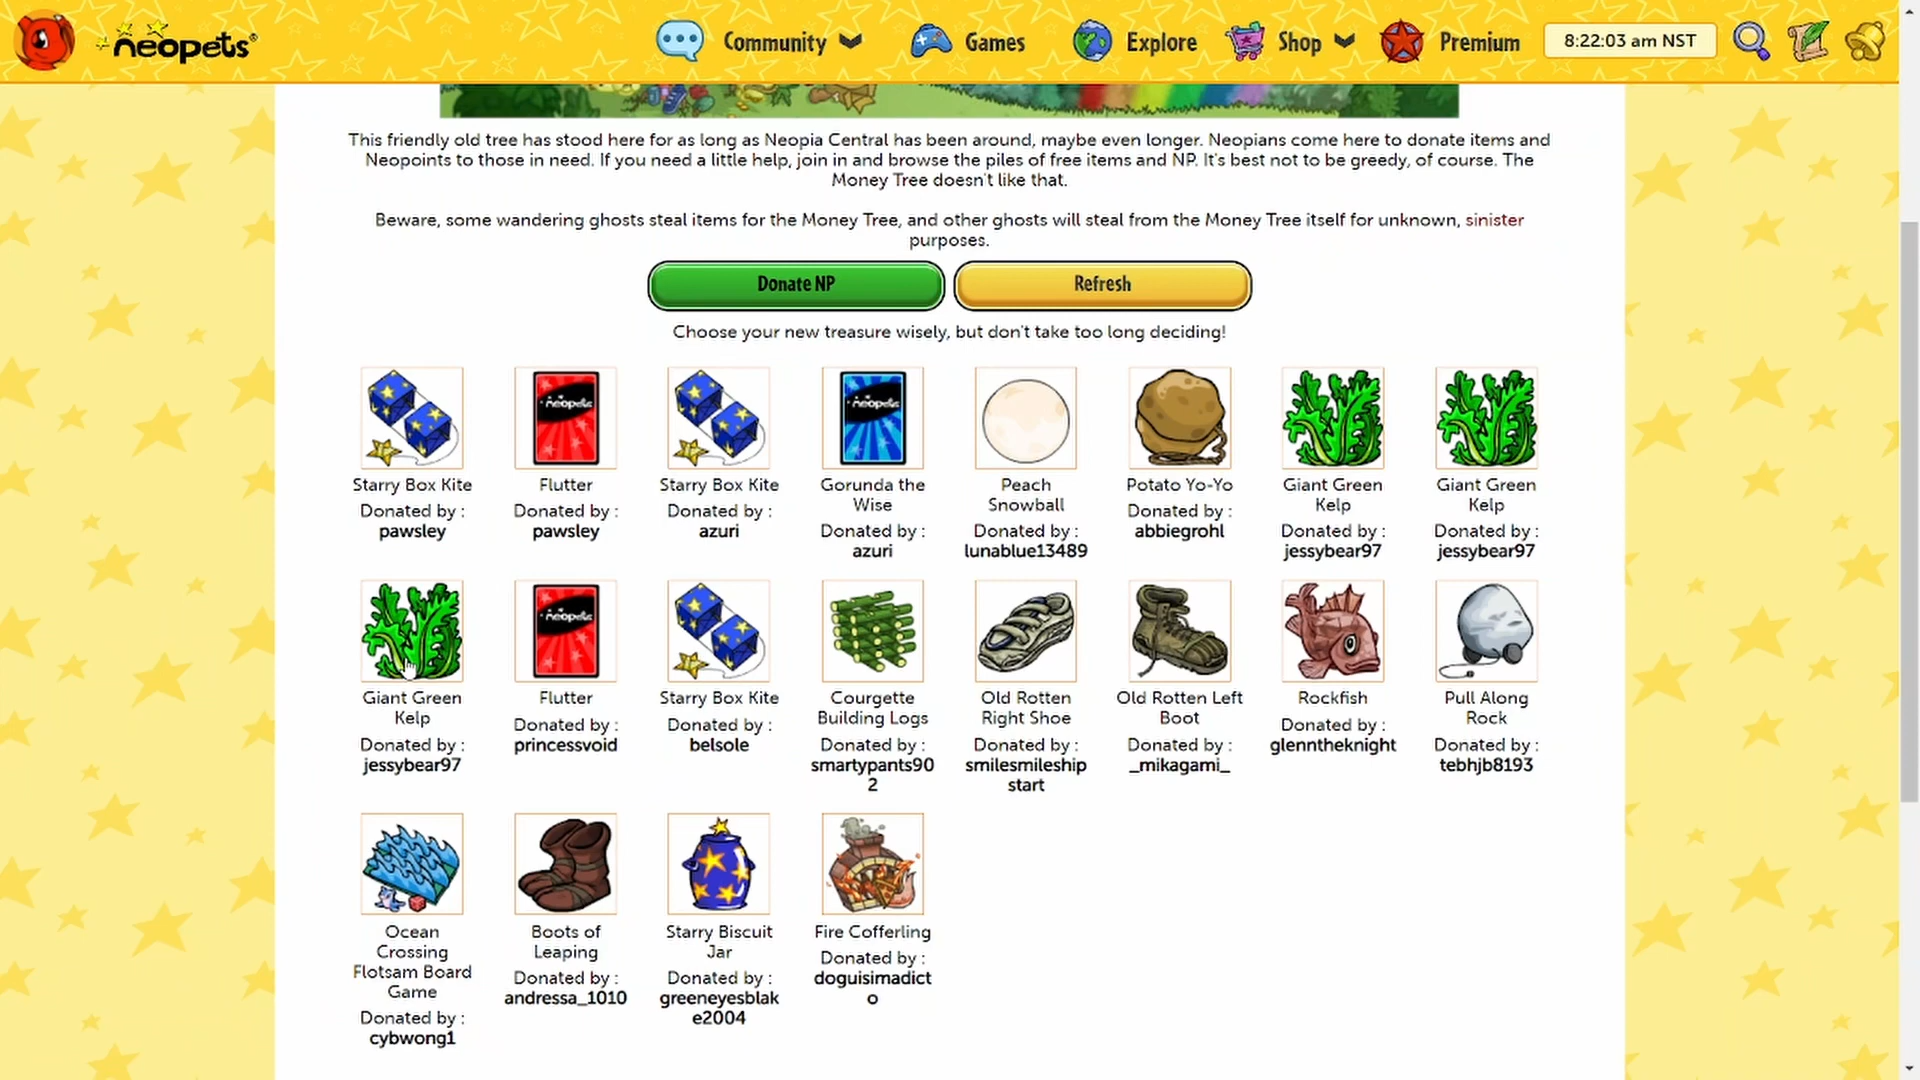 neopets
Community
Games
Explore
Shop
Premium
8:22:03 am NST
This friendly old tree has stood here for as long as Neopia Central has been around, maybe even longer. Neopians come here to donate items and
Neopoints to those in need. If you need a little help, join in and browse the piles of free items and NP. It's best not to be greedy, of course. The
Money Tree doesn't like that.
Beware, some wandering ghosts steal items for the Money Tree, and other ghosts will steal from the Money Tree itself for unknown, sinister
purposes.
Donate NP
Refresh
Choose your new treasure wisely, but don't take too long deciding!
neopets
neopets
Starry Box Kite
Donated by :
pawsley
Flutter
Donated by :
pawsley
Starry Box Kite
Donated by :
azuri
Gorunda the
Wise
Donated by :
azuri
Peach
Snowball
Donated by :
lunablue13489
Potato Yo-Yo
Donated by :
abbiegrohl
Giant Green
Kelp
Donated by :
jessybear97
Giant Green
Kelp
Donated by :
jessybear97
neopets
Giant Green
Kelp
Donated by :
jessybear97
Flutter
Donated by :
princessvoid
Starry Box Kite
Donated by :
belsole
Courgette
Building Logs
Donated by :
smartypants90
2
Old Rotten
Right Shoe
Donated by :
smilesmileship
start
Old Rotten Left
Boot
Donated by :
_mikagami_
Rockfish
Donated by :
glenntheknight
Pull Along
Rock
Donated by :
tebhjb8193
Ocean
Crossing
Flotsam Board
Game
Donated by :
cybwong1
Boots of
Leaping
Donated by :
andressa_1010
Starry Biscuit
Jar
Donated by :
greeneyesblak
e2004
Fire Cofferling
Donated by :
doguisimadict
o